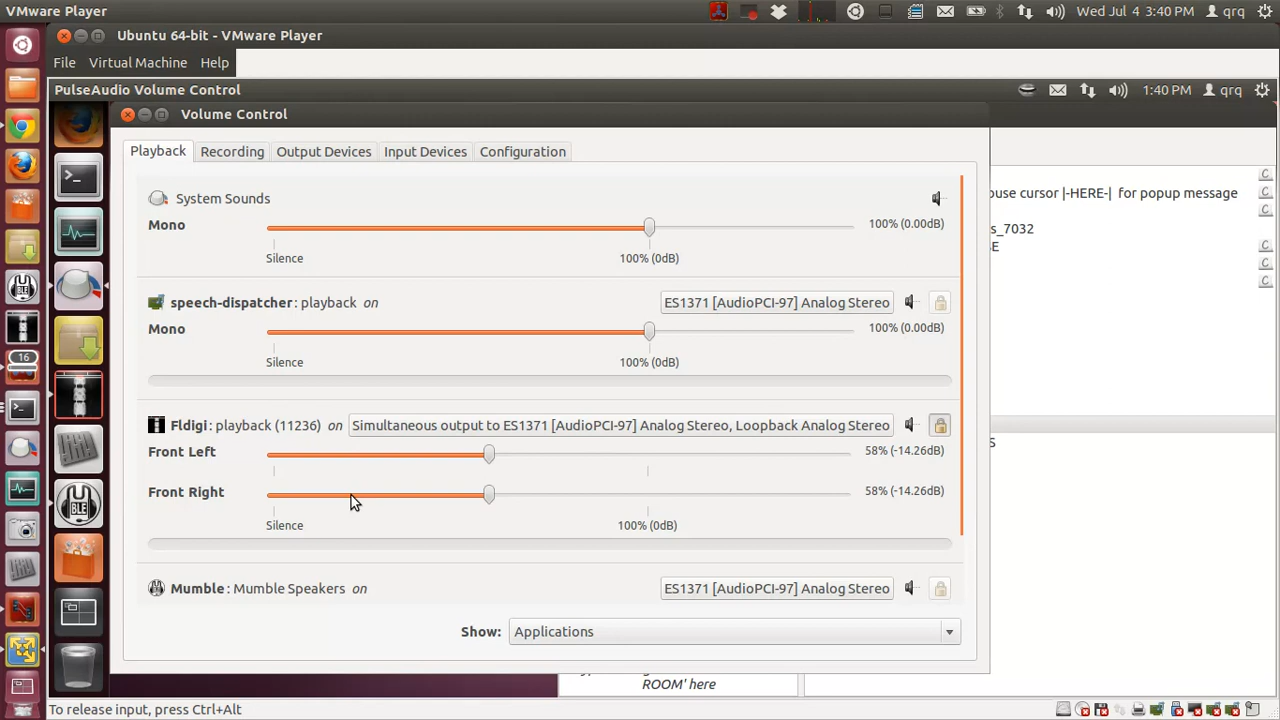 VMware Player
Wed Jul 4 3:40 PM qrq
Ubuntu 64-bit - VMware Player
File Virtual Machine Help
PulseAudio Volume Control
1:40 PM qrq
Volume Control
Playback Recording Output Devices Input Devices Configuration
System Sounds
Mono 100% (0.00dB)
Silence 100% (0dB)
speech-dispatcher : playback on ES1371 [AudioPCI-97] Analog Stereo
Mono 100% (0.00dB)
Silence 100% (0dB)
Fldigi : playback (11236) on Simultaneous output to ES1371 [AudioPCI-97] Analog Stereo, Loopback Analog Stereo
Front Left 58% (-14.26dB)
Front Right 58% (-14.26dB)
Silence 100% (0dB)
Mumble : Mumble Speakers on ES1371 [AudioPCI-97] Analog Stereo
Show: Applications
ouse cursor |-HERE-| for popup message
s_7032
E
C
C
C
C
C
C
S
16
BLE
ROOM' here
To release input, press Ctrl+Alt